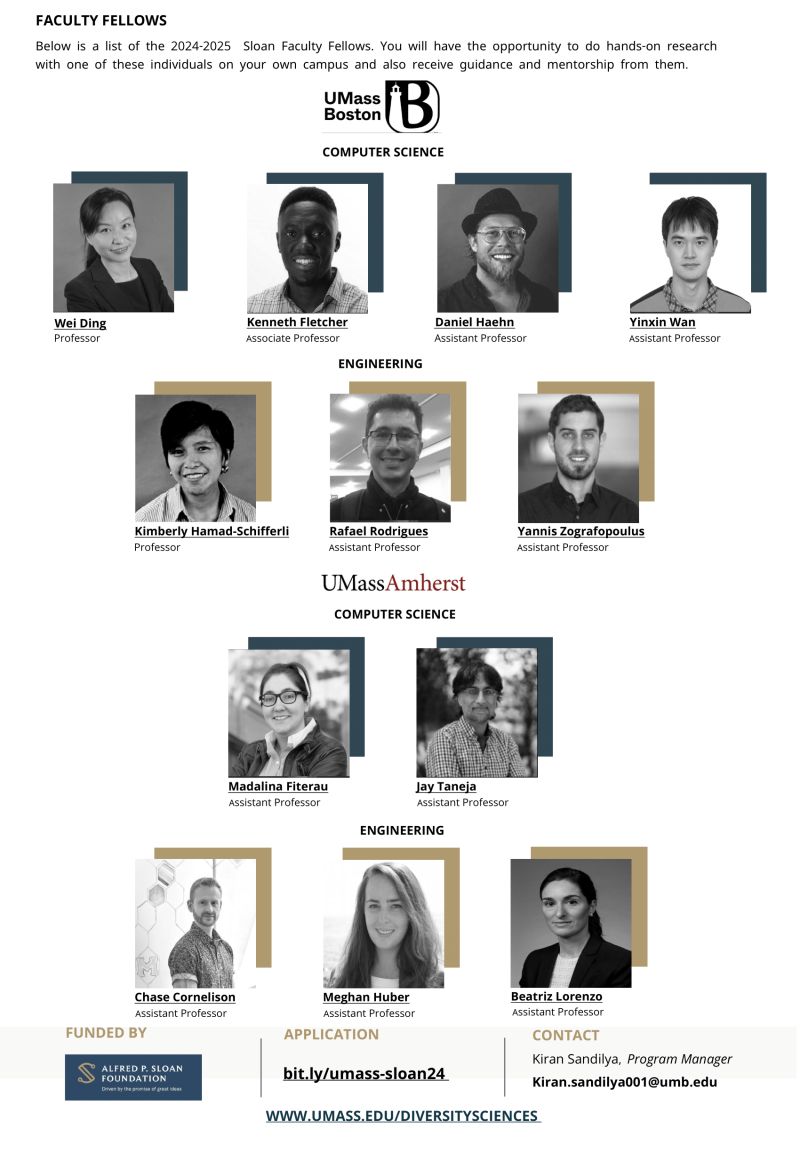 FACULTY FELLOWS
Below is a list of the 2024-2025 Sloan Faculty Fellows. You will have the opportunity to do hands-on research
with one of these individuals on your own campus and also receive guidance and mentorship from them.
UMass
Boston
B
COMPUTER SCIENCE
Wei Ding
Professor
Kenneth Fletcher
Associate Professor
Daniel Haehn
Assistant Professor
Yinxin Wan
Assistant Professor
ENGINEERING
Kimberly Hamad-Schifferli
Professor
Rafael Rodrigues
Assistant Professor
Yannis Zografopoulus
Assistant Professor
UMassAmherst
COMPUTER SCIENCE
Madalina Fiterau
Assistant Professor
Jay Taneja
Assistant Professor
ENGINEERING
M
Chase Cornelison
Assistant Professor
Meghan Huber
Assistant Professor
Beatriz Lorenzo
Assistant Professor
FUNDED BY
ALFRED P. SLOAN
FOUNDATION
Driven by the promise of great ideas
APPLICATION
bit.ly/umass-sloan24
CONTACT
Kiran Sandilya, Program Manager
Kiran.sandilya001@umb.edu
WWW.UMASS.EDU/DIVERSITYSCIENCES